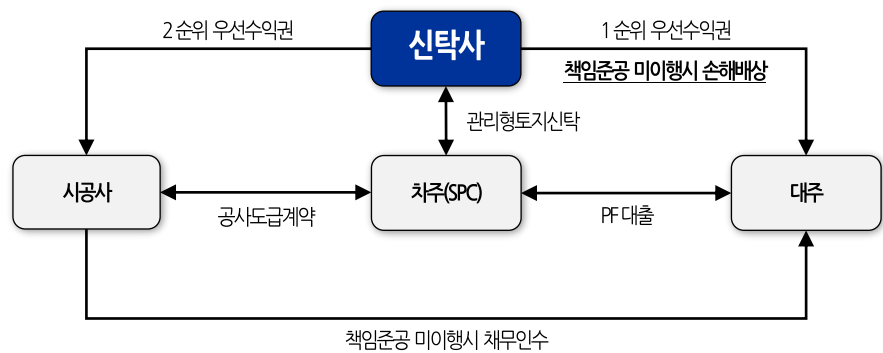 2 순위 우선수익권
신탁사
1 순위 우선수익권
책임준공 미이행시 손해배상
관리형토지신탁
시공사
차주(SPC)
대주
공사도급계약
PF 대출
책임준공 미이행시 채무인수